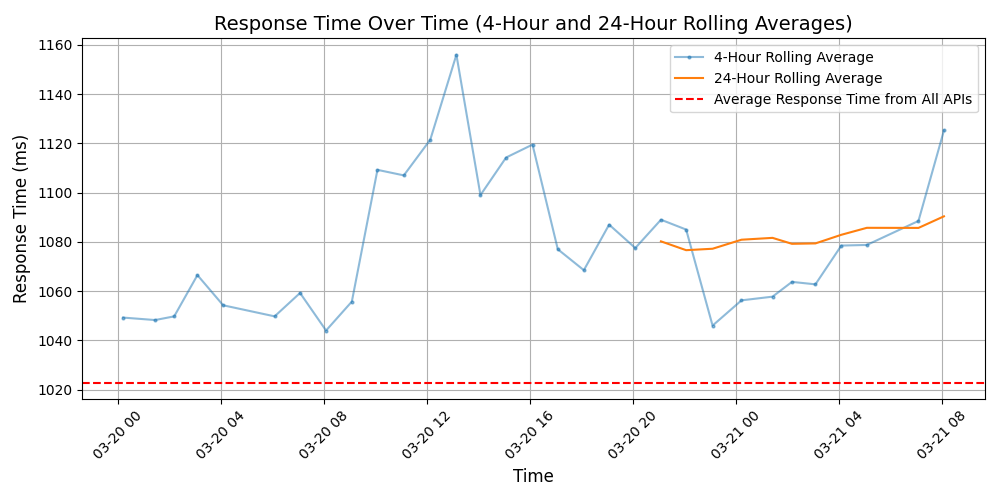 Response Time Over Time (4-Hour and 24-Hour Rolling Averages)
4-Hour Rolling Average
24-Hour Rolling Average
Average Response Time from All APIs
Response Time (ms)
1160
1140
1120
1100
1080
1060
1040
1020
03-20 00
03-20 04
03-20 08
03-20 12
03-20 16
03-20 20
03-21 00
03-21 04
03-21 08
Time